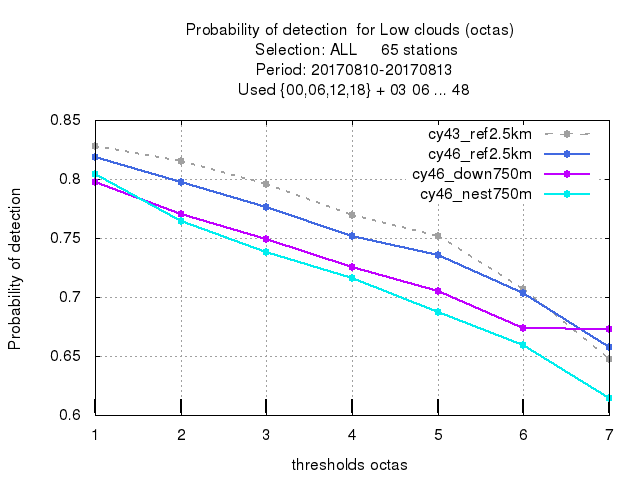 Probability of detection  for Low clouds (octas)
Selection: ALL     65 stations
Period: 20170810-20170813
Used {00,06,12,18} + 03 06 ... 48
0.85
cy43_ref2.5km
cy46_ref2.5km
cy46_down750m
cy46_nest750m
0.8
0.75
0.7
0.65
0.6
Probability of detection
1 2 3 4 5 6 7
thresholds octas